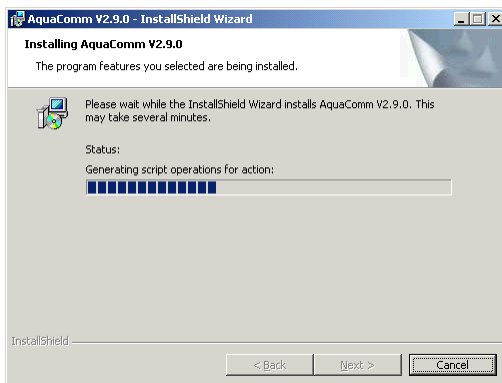 AquaComm V2.9.0 - InstallShield Wizard
Installing AquaComm V2.9.0
The program features you selected are being installed.
Please wait while the InstallShield Wizard installs AquaComm V2.9.0. This
may take several minutes.
Status:
Generating script operations for action:
InstallShield
< Back
Next >
Cancel